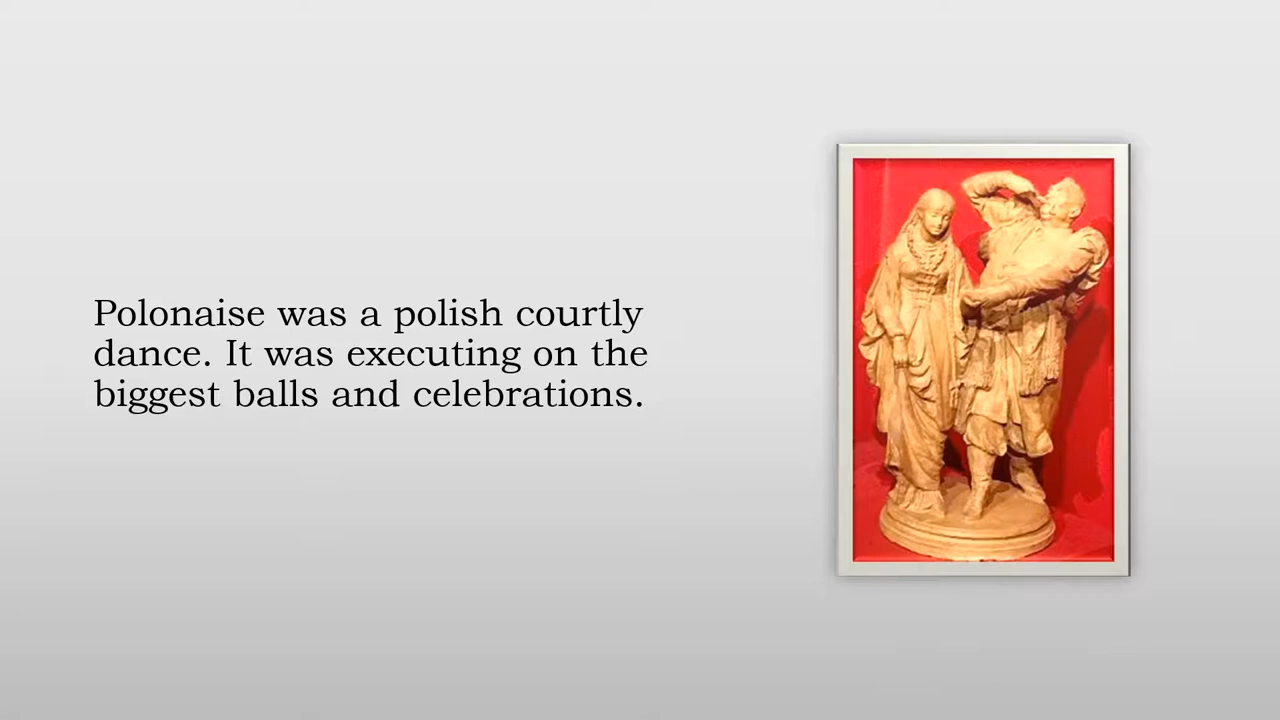 Polonaise was a polish courtly
dance. It was executing on the
biggest balls and celebrations.